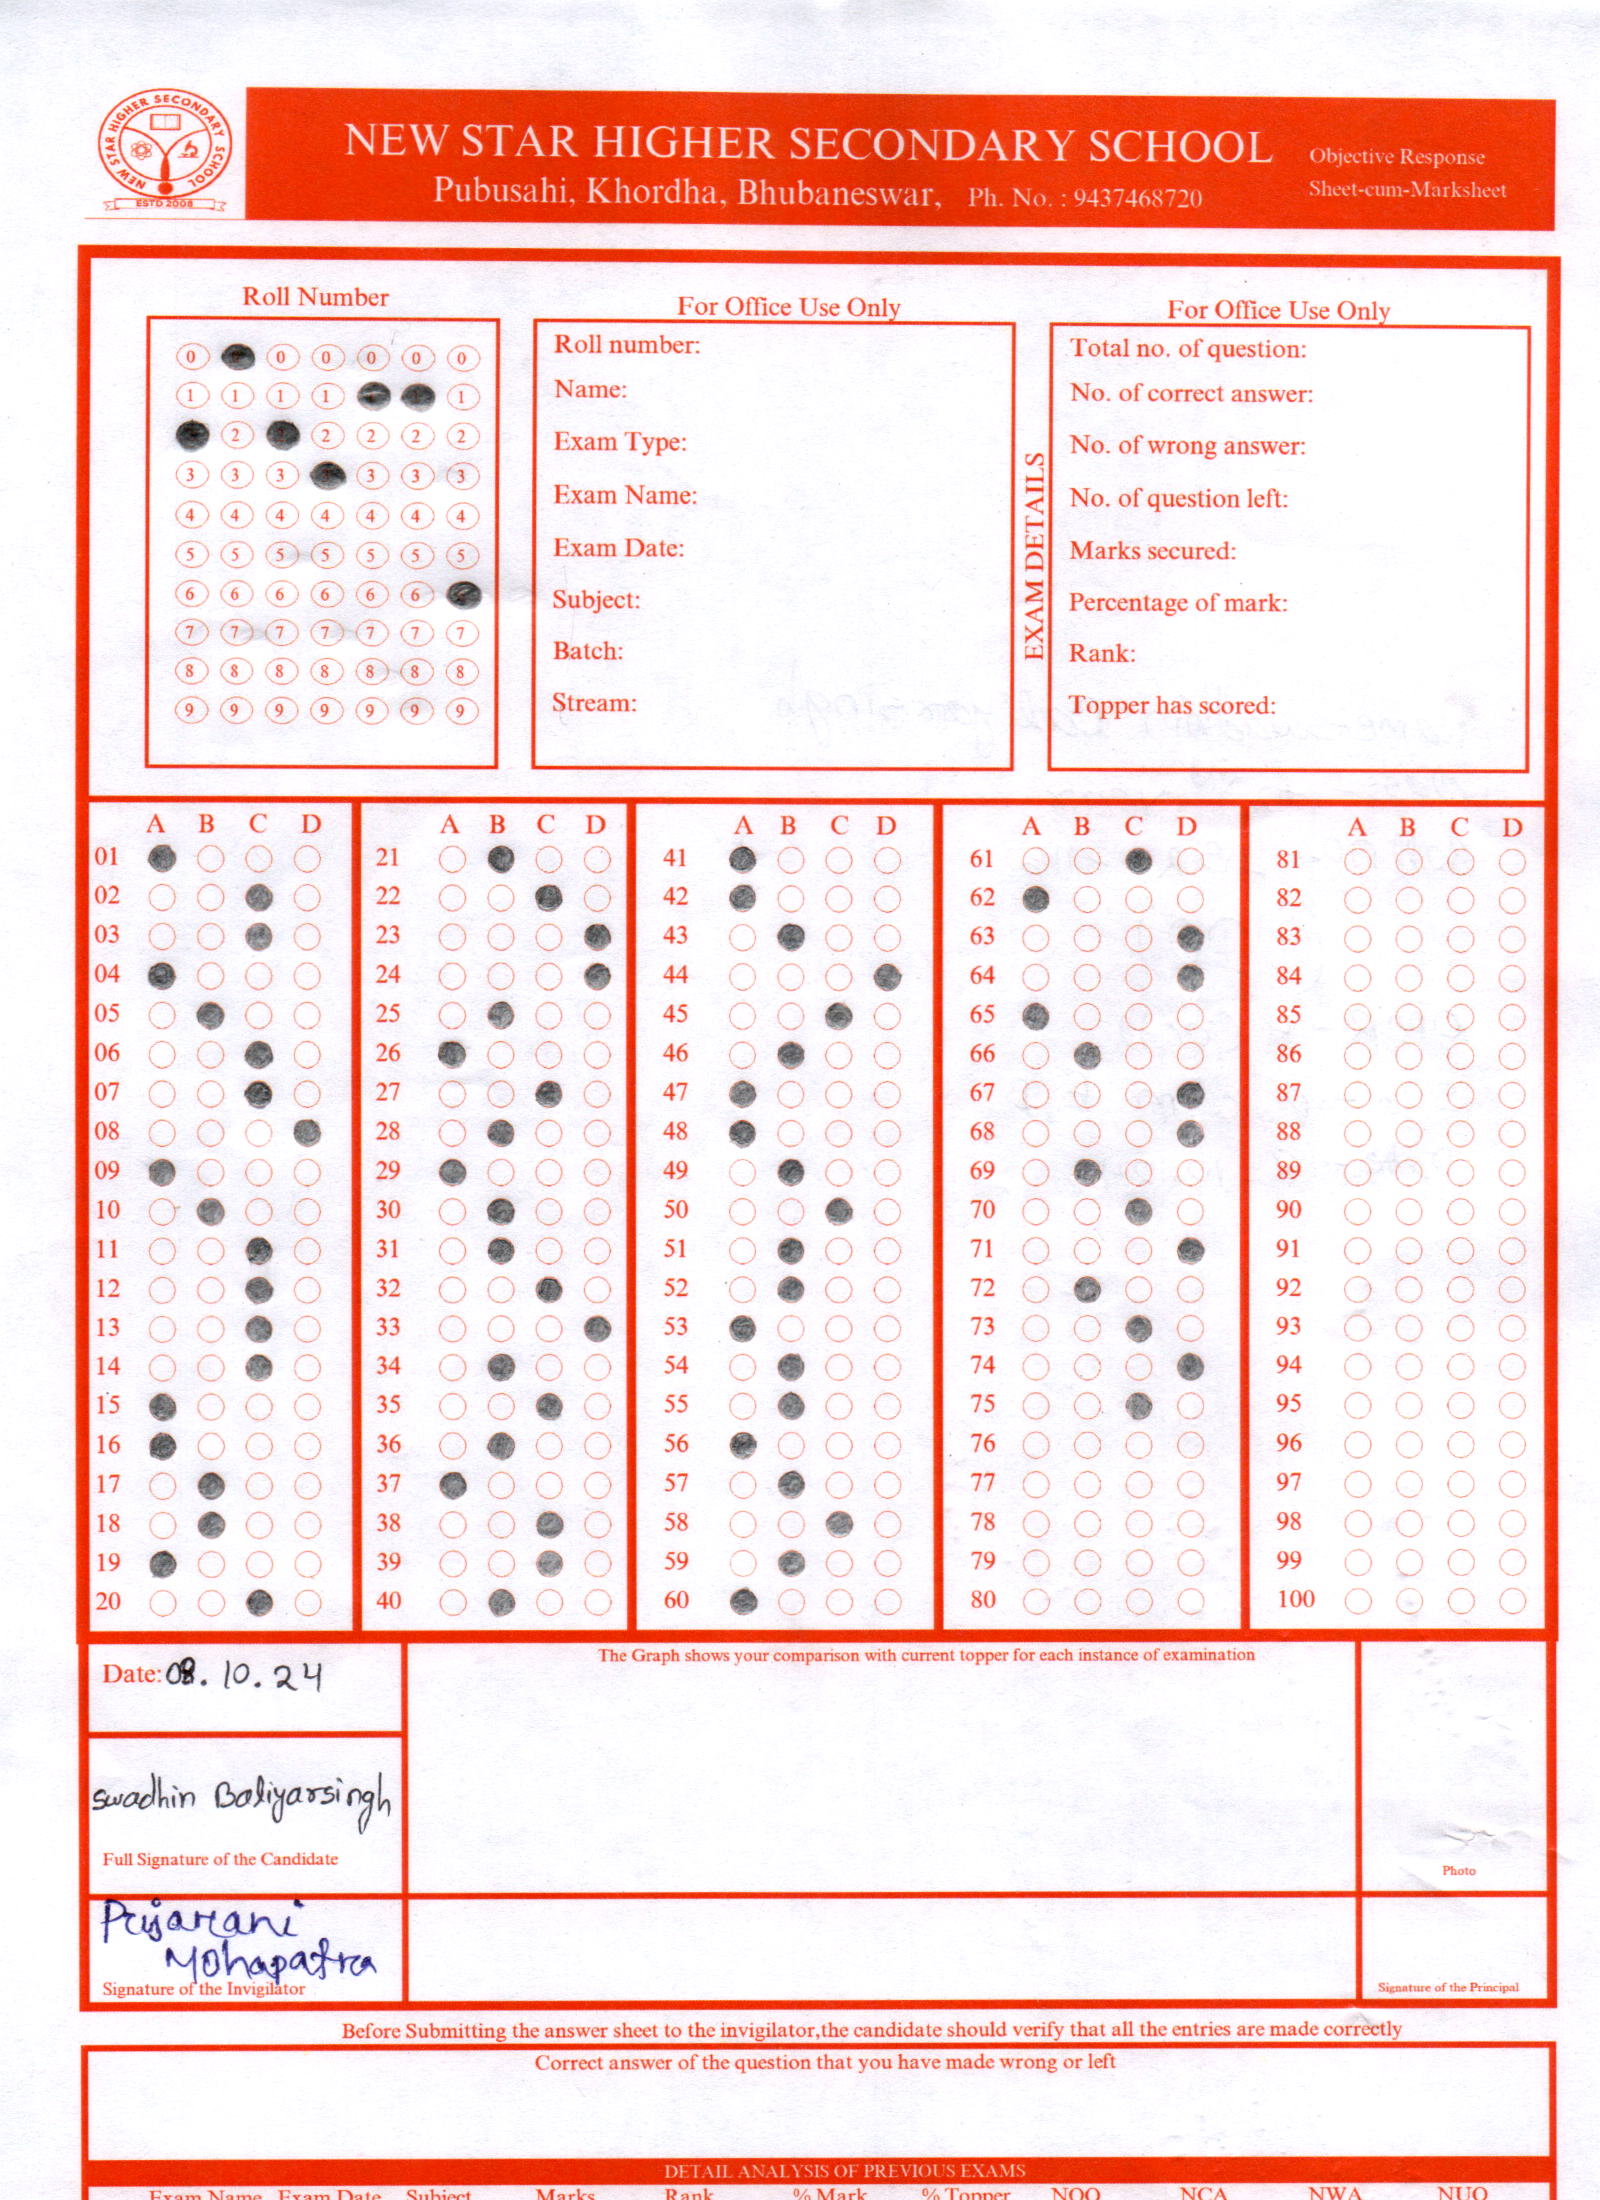 NEW STAR HIGHER SECONDARY SCHOOL
ESTD 2008
NEW STAR HIGHER SECONDARY SCHOOL
Pubusahi, Khordha, Bhubaneswar, Ph. No. : 9437468720
Objective Response
Sheet-cum-Marksheet
Roll Number
0 0 0 0 0 0
1 1 1 1 1
2 2 2 2 2
3 3 3 3 3 3
4 4 4 4 4 4 4
5 5 5 5 5 5 5
6 6 6 6 6 6
7 7 7 7 7 7 7
8 8 8 8 8 8 8
9 9 9 9 9 9 9
For Office Use Only
Roll number:
Name:
Exam Type:
Exam Name:
Exam Date:
Subject:
Batch:
Stream:
EXAM DETAILS
For Office Use Only
Total no. of question:
No. of correct answer:
No. of wrong answer:
No. of question left:
Marks secured:
Percentage of mark:
Rank:
Topper has scored:
A B C D
01
02
03
04
05
06
07
08
09
10
11
12
13
14
15
16
17
18
19
20
A B C D
21
22
23
24
25
26
27
28
29
30
31
32
33
34
35
36
37
38
39
40
A B C D
41
42
43
44
45
46
47
48
49
50
51
52
53
54
55
56
57
58
59
60
A B C D
61
62
63
64
65
66
67
68
69
70
71
72
73
74
75
76
77
78
79
80
A B C D
81
82
83
84
85
86
87
88
89
90
91
92
93
94
95
96
97
98
99
100
Date: 08.10.24
Swadhin Baliyarsingh
Full Signature of the Candidate
Prijarani
Mohapatra
Signature of the Invigilator
The Graph shows your comparison with current topper for each instance of examination
Photo
Signature of the Principal
Before Submitting the answer sheet to the invigilator,the candidate should verify that all the entries are made correctly
Correct answer of the question that you have made wrong or left
DETAIL ANALYSIS OF PREVIOUS EXAMS
Exam Name Exam Date Subject Marks Rank % Mark % Topper NOQ NCA NWA NUQ